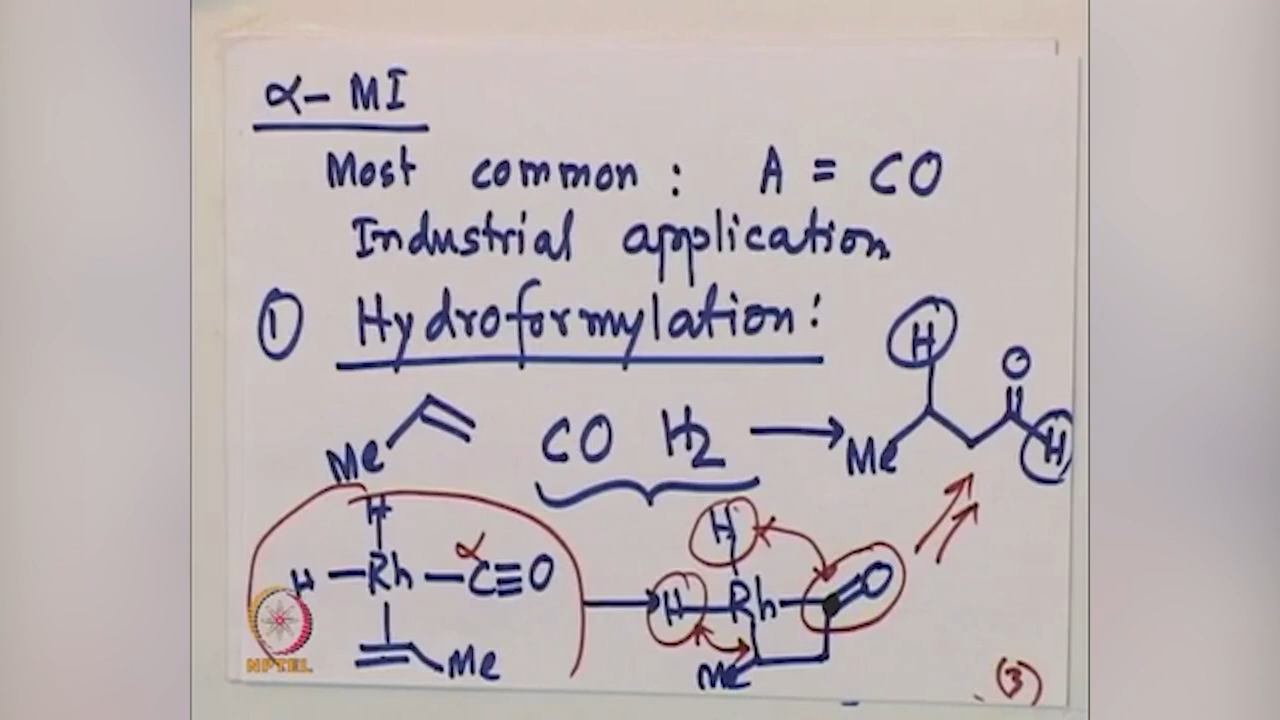 α- MI
Most common : A = CO
Industrial application
① Hydroformylation :
H
O
Me
CO H2
Me
H
H
H
α
H -Rh -C≡O
H
Rh
O
Me
Me
NPTEL
(3)